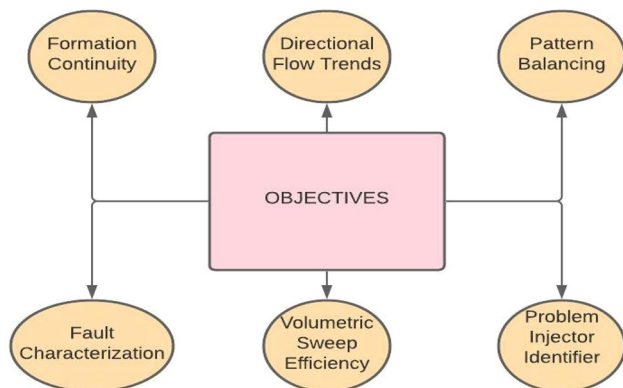 Formation
Continuity
Directional
Flow Trends
Pattern
Balancing
OBJECTIVES
Fault
Characterization
Volumetric
Sweep
Efficiency
Problem
Injector
Identifier